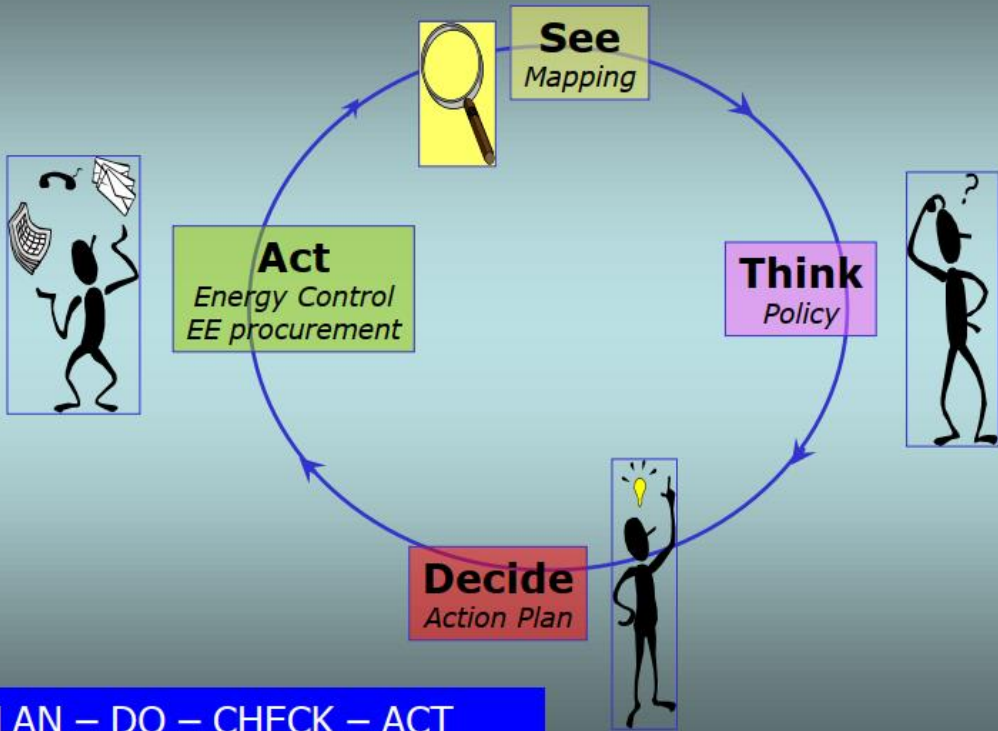 See
Mapping
Think
Policy
Act
Energy Control
EE procurement
Decide
Action Plan
?
LAN – DO – CHECK – ACT